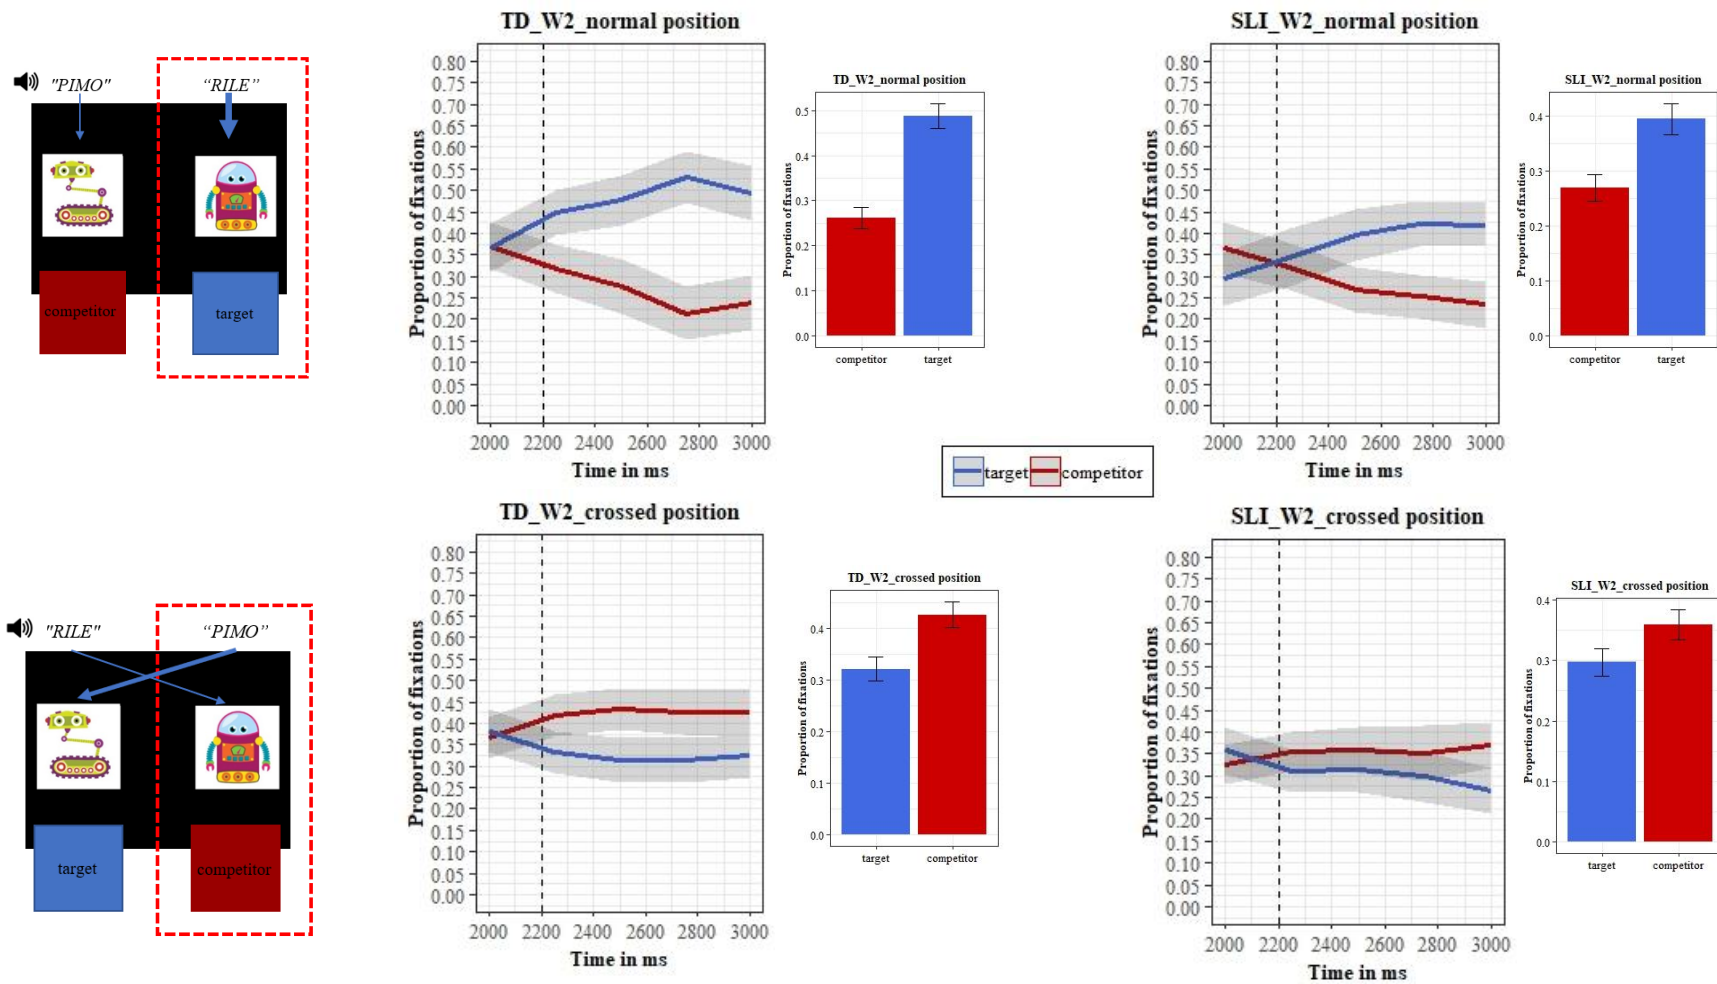 TD_W2_normal position
SLI_W2_normal position
"PIMO"
“RILE”
competitor
target
Proportion of fixations
0.80
0.75
0.70
0.65
0.60
0.55
0.50
0.45
0.40
0.35
0.30
0.25
0.20
0.15
0.10
0.05
0.00
2000 2200 2400 2600 2800 3000
Time in ms
TD_W2_normal position
Proportion of fixations
0.5
0.4
0.3
0.2
0.1
0.0
competitor target
Proportion of fixations
0.80
0.75
0.70
0.65
0.60
0.55
0.50
0.45
0.40
0.35
0.30
0.25
0.20
0.15
0.10
0.05
0.00
2000 2200 2600 2800 3000
Time in ms
SLI_W2_normal position
Proportion of fixations
0.4
0.3
0.2
0.1
0.0
competitor target
target competitor
TD_W2_crossed position
SLI_W2_crossed position
"RILE"
“PIMO”
target
competitor
Proportion of fixations
0.80
0.75
0.70
0.65
0.60
0.55
0.50
0.45
0.40
0.35
0.30
0.25
0.20
0.15
0.10
0.05
0.00
2000 2200 2400 2600 2800 3000
Time in ms
TD_W2_crossed position
Proportion of fixations
0.4
0.3
0.2
0.1
0.0
target competitor
Proportion of fixations
0.80
0.75
0.70
0.65
0.60
0.55
0.50
0.45
0.40
0.35
0.30
0.25
0.20
0.15
0.10
0.05
0.00
2000 2200 2400 2600 2800 3000
Time in ms
SLI_W2_crossed position
Proportion of fixations
0.4
0.3
0.2
0.1
0.0
target competitor